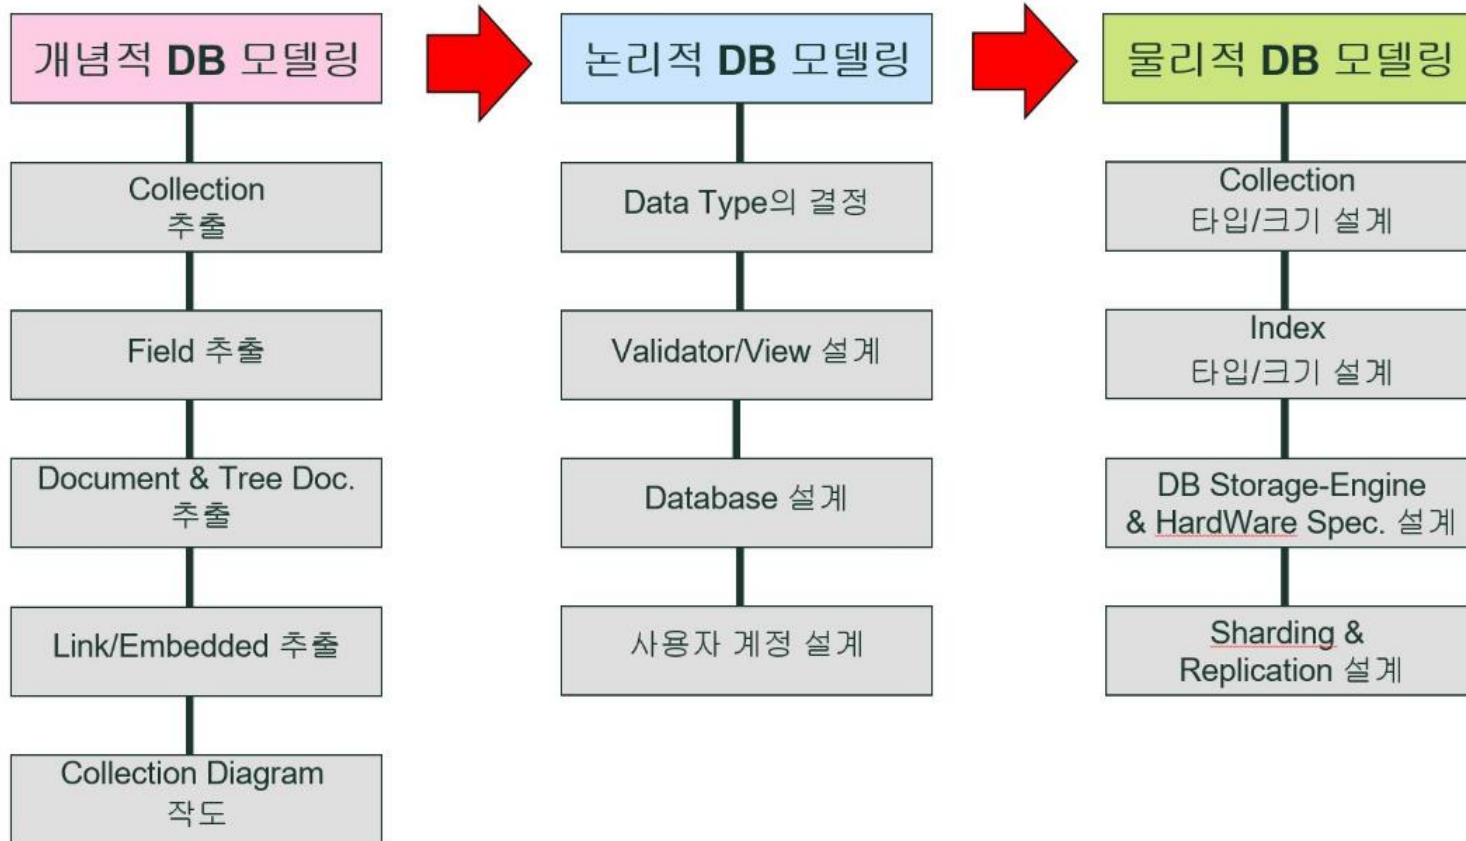 개념적 DB 모델링
Collection
추출
Field 추출
Document & Tree Doc.
추출
Link/Embedded 추출
Collection Diagram
작도
논리적 DB 모델링
Data Type의 결정
Validator/View 설계
Database 설계
사용자 계정 설계
물리적 DB 모델링
Collection
타입/크기 설계
Index
타입/크기 설계
DB Storage-Engine
& HardWare Spec. 설계
Sharding &
Replication 설계